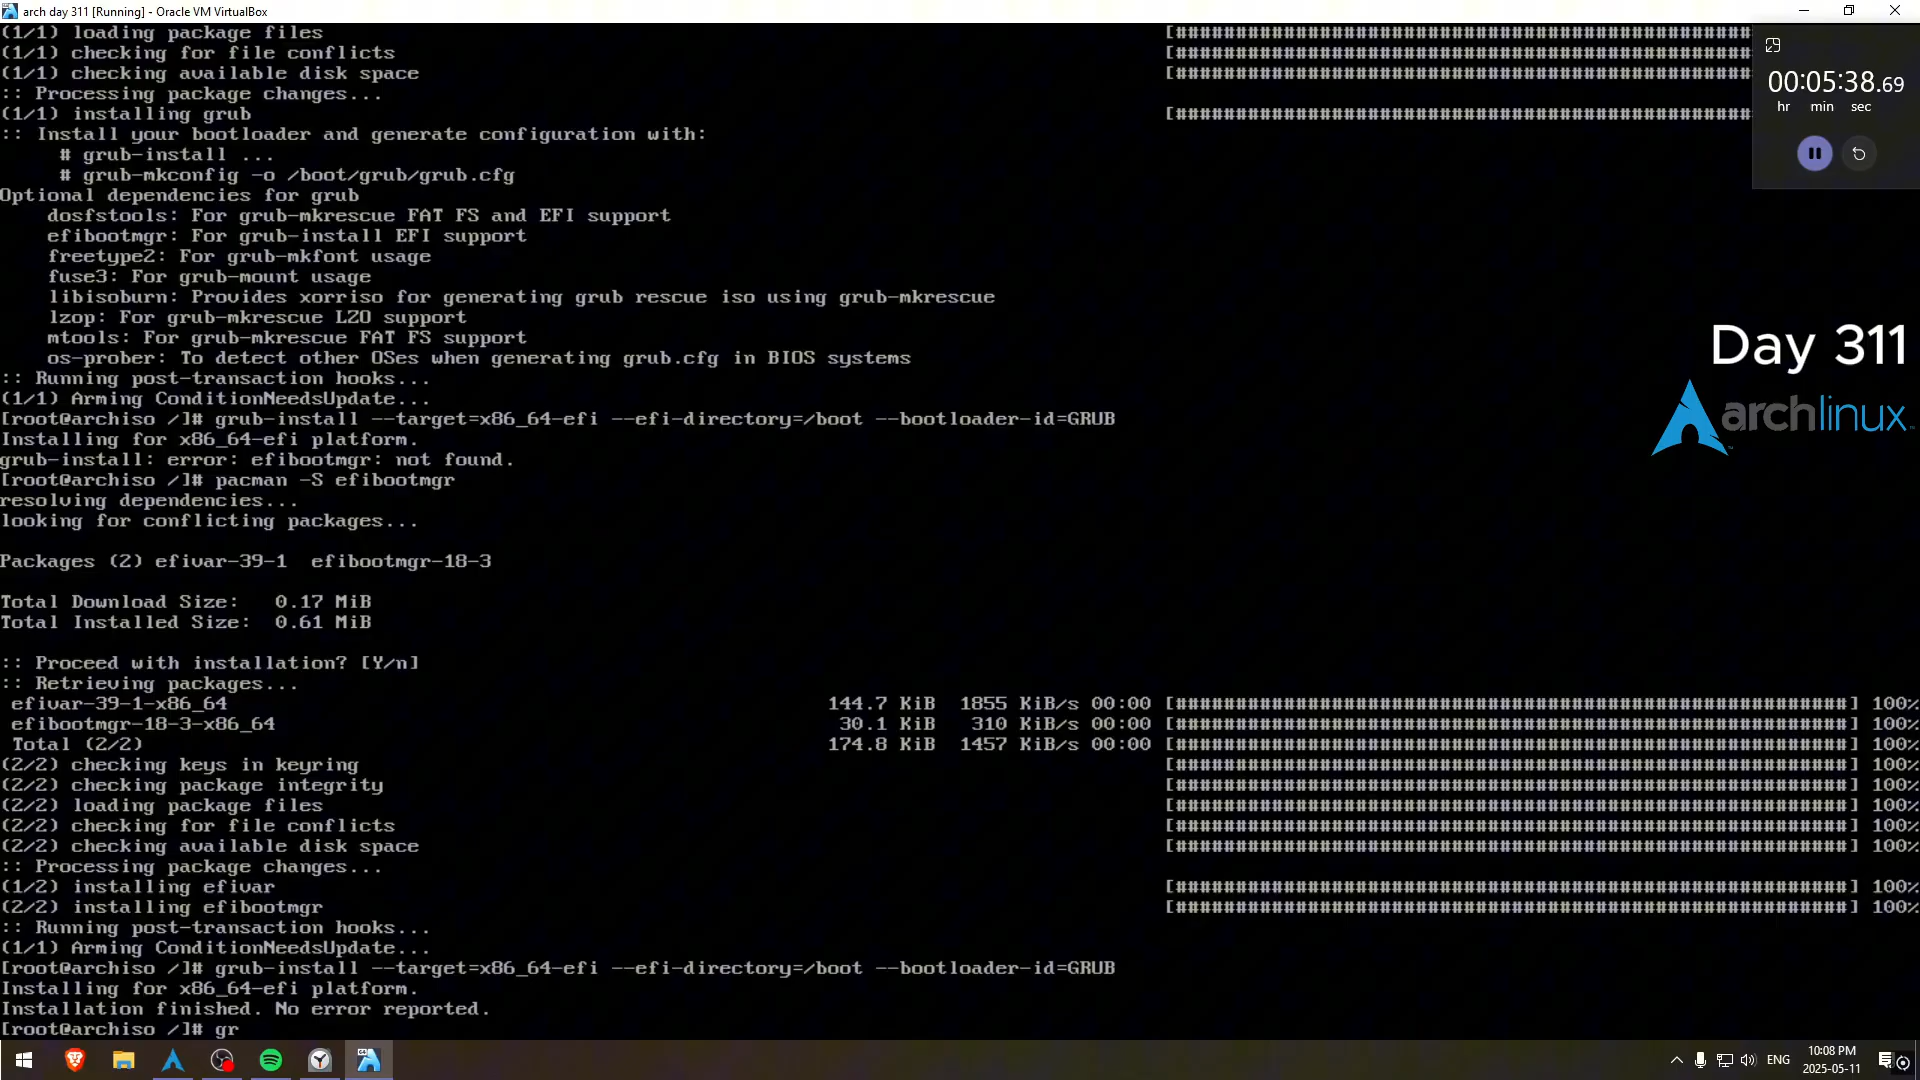 arch day 311 [Running] - Oracle VM VirtualBox
(1/1) loading package files [################################################
(1/1) checking for file conflicts [################################################
(1/1) checking available disk space [################################################
:: Processing package changes...
(1/1) installing grub [################################################
:: Install your bootloader and generate configuration with:
# grub-install ...
# grub-mkconfig -o /boot/grub/grub.cfg
Optional dependencies for grub
dosfstools: For grub-mkrescue FAT FS and EFI support
efibootmgr: For grub-install EFI support
freetype2: For grub-mkfont usage
fuse3: For grub-mount usage
libisoburn: Provides xorriso for generating grub rescue iso using grub-mkrescue
lzop: For grub-mkrescue LZO support
mtools: For grub-mkrescue FAT FS support
os-prober: To detect other OSes when generating grub.cfg in BIOS systems
:: Running post-transaction hooks...
(1/1) Arming ConditionNeedsUpdate...
[root@archiso /]# grub-install --target=x86_64-efi --efi-directory=/boot --bootloader-id=GRUB
Installing for x86_64-efi platform.
grub-install: error: efibootmgr: not found.
[root@archiso /]# pacman -S efibootmgr
resolving dependencies...
looking for conflicting packages...
Packages (2) efivar-39-1  efibootmgr-18-3
Total Download Size:   0.17 MiB
Total Installed Size:  0.61 MiB
:: Proceed with installation? [Y/n]
:: Retrieving packages...
efivar-39-1-x86_64 144.7 KiB 1855 KiB/s 00:00 [########################################################] 100%
efibootmgr-18-3-x86_64 30.1 KiB 310 KiB/s 00:00 [########################################################] 100%
Total (2/2) 174.8 KiB 1457 KiB/s 00:00 [########################################################] 100%
(2/2) checking keys in keyring [########################################################] 100%
(2/2) checking package integrity [########################################################] 100%
(2/2) loading package files [########################################################] 100%
(2/2) checking for file conflicts [########################################################] 100%
(2/2) checking available disk space [########################################################] 100%
:: Processing package changes...
(1/2) installing efivar [########################################################] 100%
(2/2) installing efibootmgr [########################################################] 100%
:: Running post-transaction hooks...
(1/1) Arming ConditionNeedsUpdate...
[root@archiso /]# grub-install --target=x86_64-efi --efi-directory=/boot --bootloader-id=GRUB
Installing for x86_64-efi platform.
Installation finished. No error reported.
[root@archiso /]# gr
00:05:38.69
hr min sec
Day 311
archlinux
ENG
10:08 PM
2025-05-11